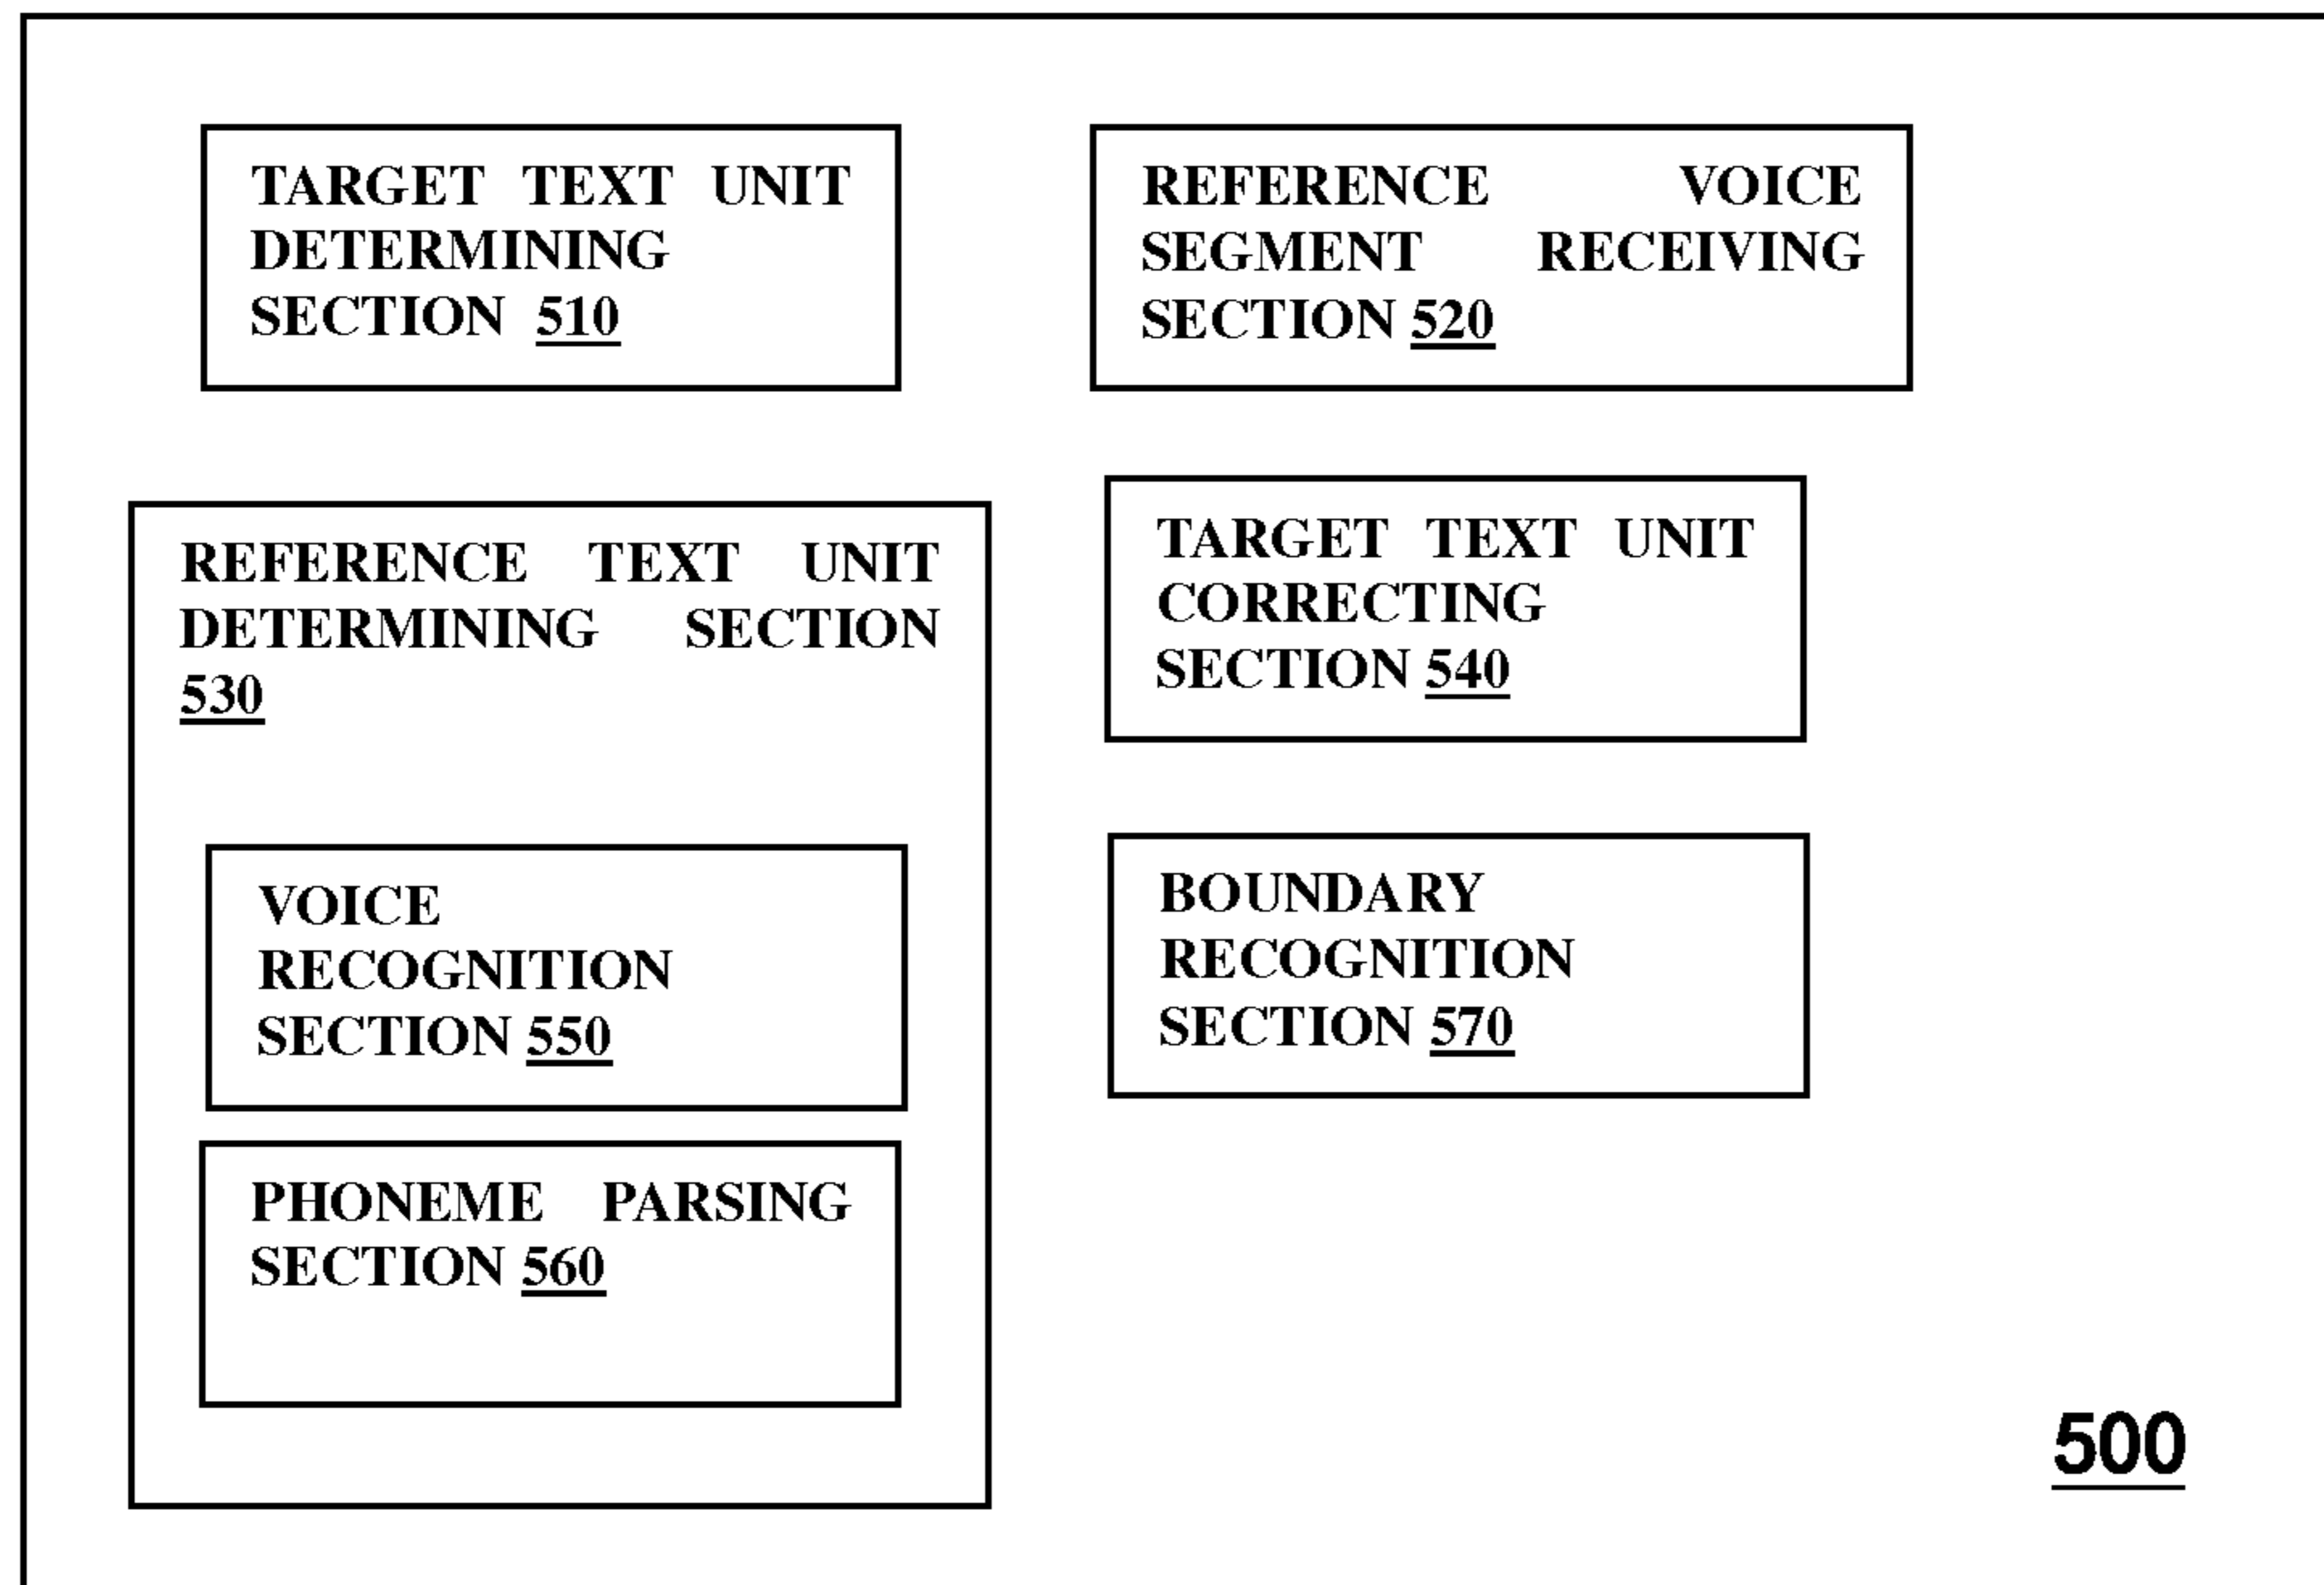 TARGET TEXT UNIT
DETERMINING
SECTION 510
REFERENCE VOICE
SEGMENT RECEIVING
SECTION 520
REFERENCE TEXT UNIT
DETERMINING SECTION
530
TARGET TEXT UNIT
CORRECTING
SECTION 540
VOICE
RECOGNITION
SECTION 550
BOUNDARY
RECOGNITION
SECTION 570
PHONEME PARSING
SECTION 560
500